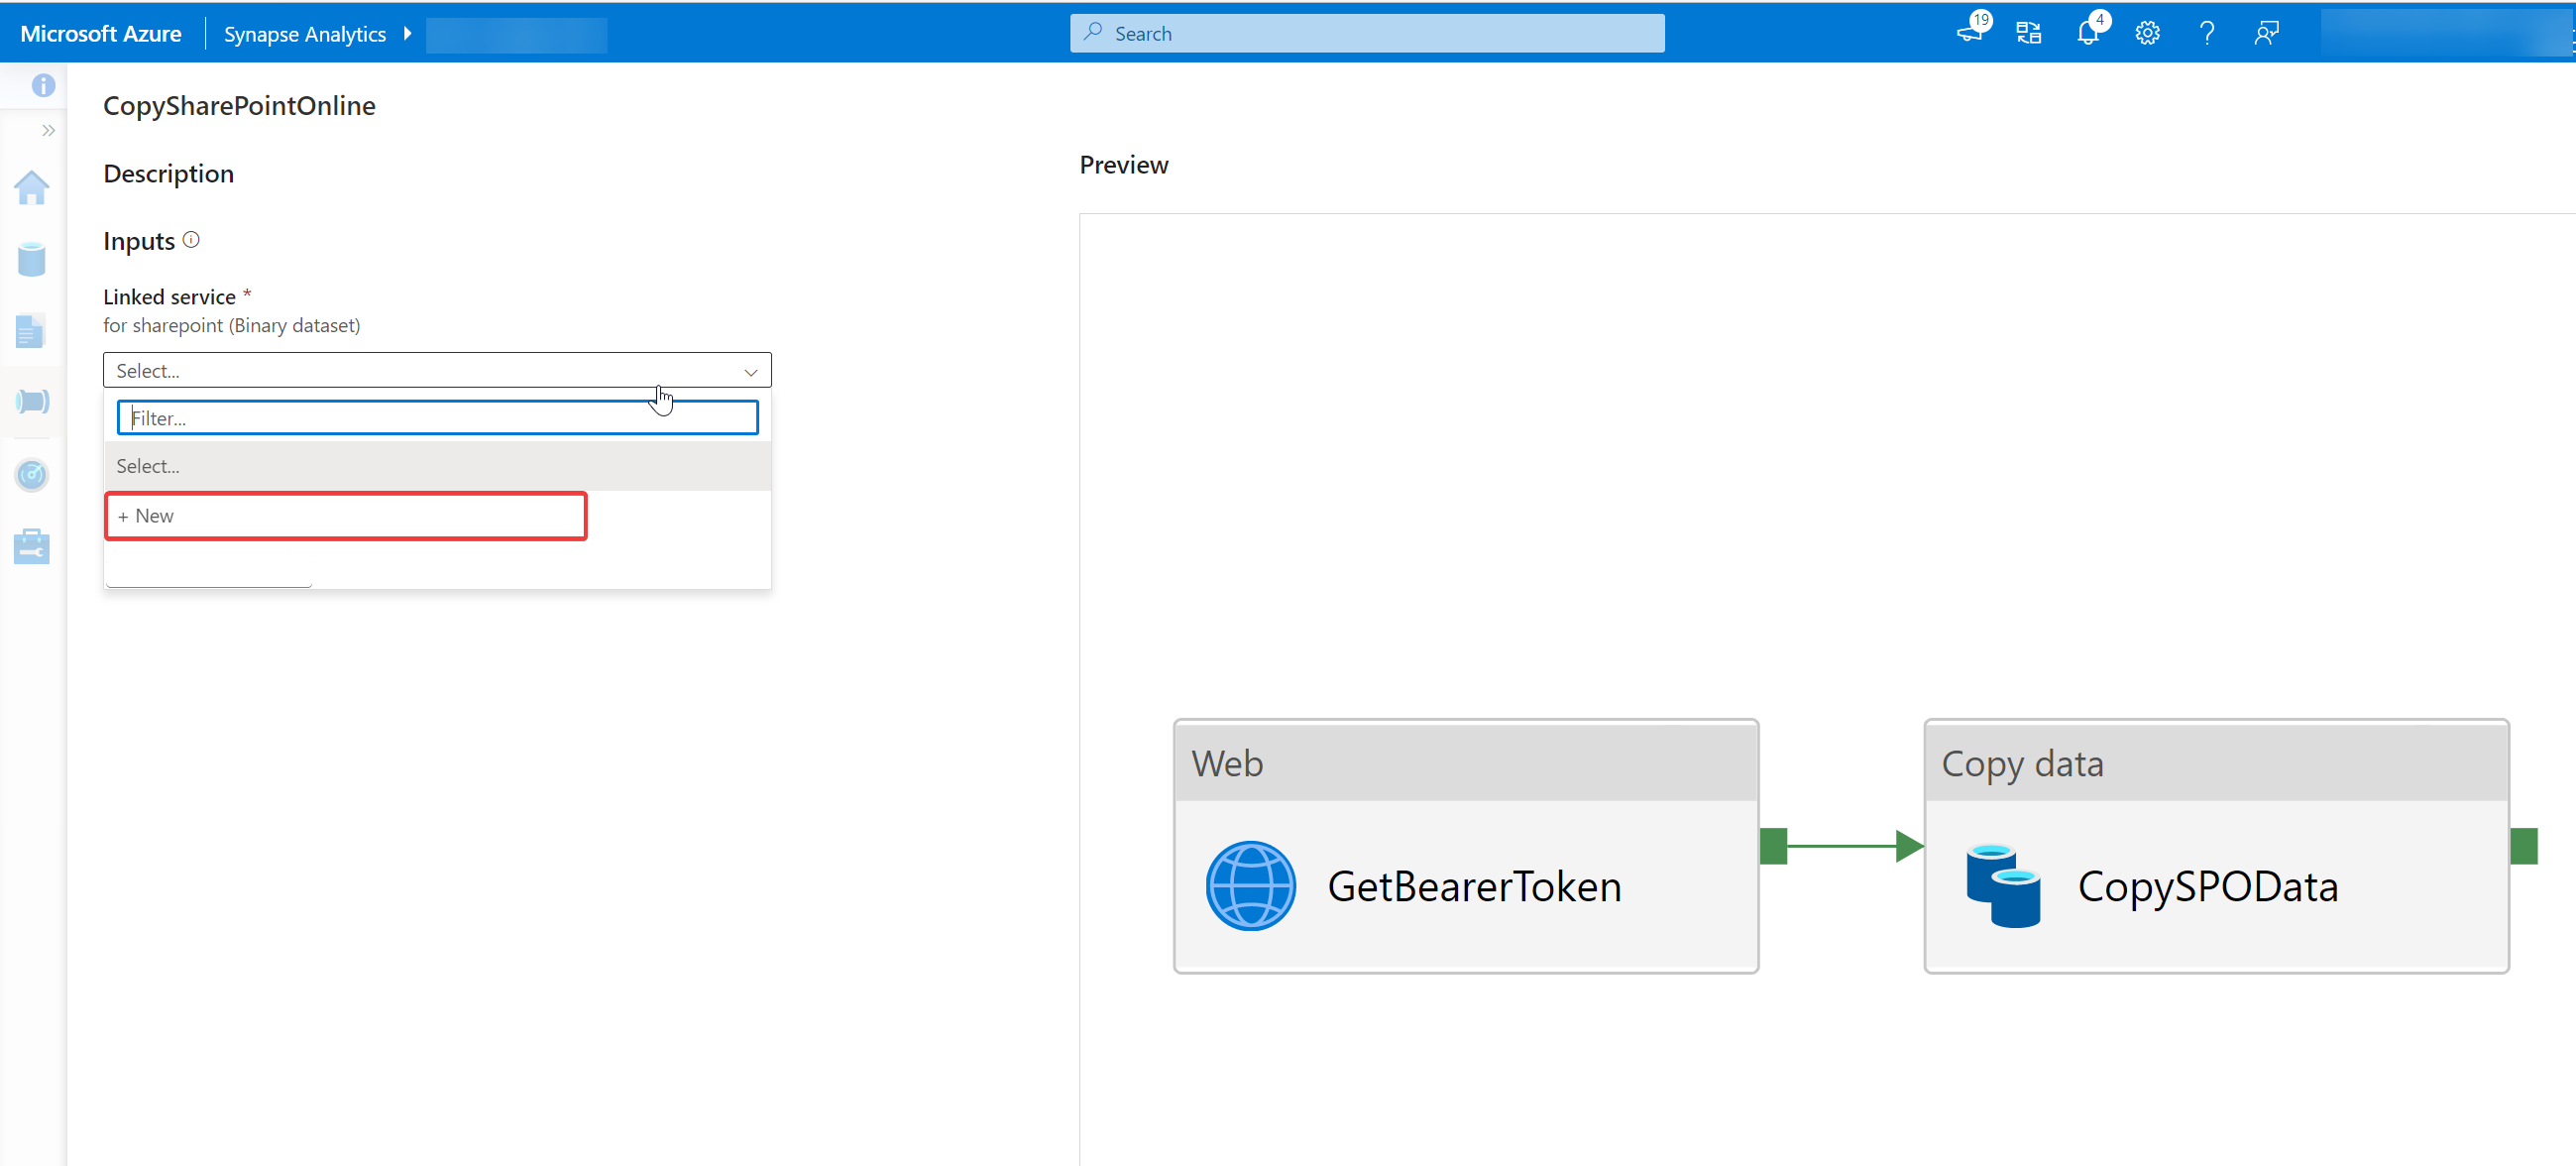 Microsoft Azure
Synapse Analytics
Search
19
4
CopySharePointOnline
Description
Inputs
Linked service *
for sharepoint (Binary dataset)
Select...
Filter...
Select...
+ New
Preview
Web
GetBearerToken
Copy data
CopySPOData